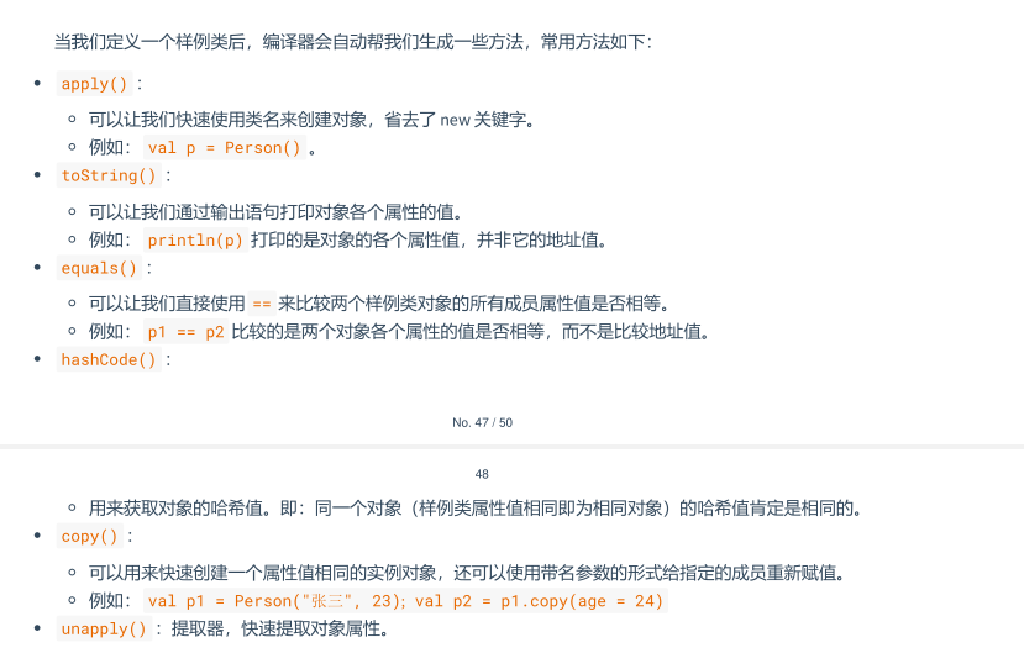 当我们定义一个样例类后，编译器会自动帮我们生成一些方法，常用方法如下：
• apply() ：
◦ 可以让我们快速使用类名来创建对象，省去了 new 关键字。
◦ 例如： val p = Person() 。
• toString() ：
◦ 可以让我们通过输出语句打印对象各个属性的值。
◦ 例如： println(p) 打印的是对象的各个属性值，并非它的地址值。
• equals() ：
◦ 可以让我们直接使用 == 来比较两个样例类对象的所有成员属性值是否相等。
◦ 例如： p1 == p2 比较的是两个对象各个属性的值是否相等，而不是比较地址值。
• hashCode() ：
No. 47 / 50
48
◦ 用来获取对象的哈希值。即：同一个对象（样例类属性值相同即为相同对象）的哈希值肯定是相同的。
• copy() ：
◦ 可以用来快速创建一个属性值相同的实例对象，还可以使用带名参数的形式给指定的成员重新赋值。
◦ 例如： val p1 = Person("张三", 23); val p2 = p1.copy(age = 24)
• unapply() ：提取器，快速提取对象属性。